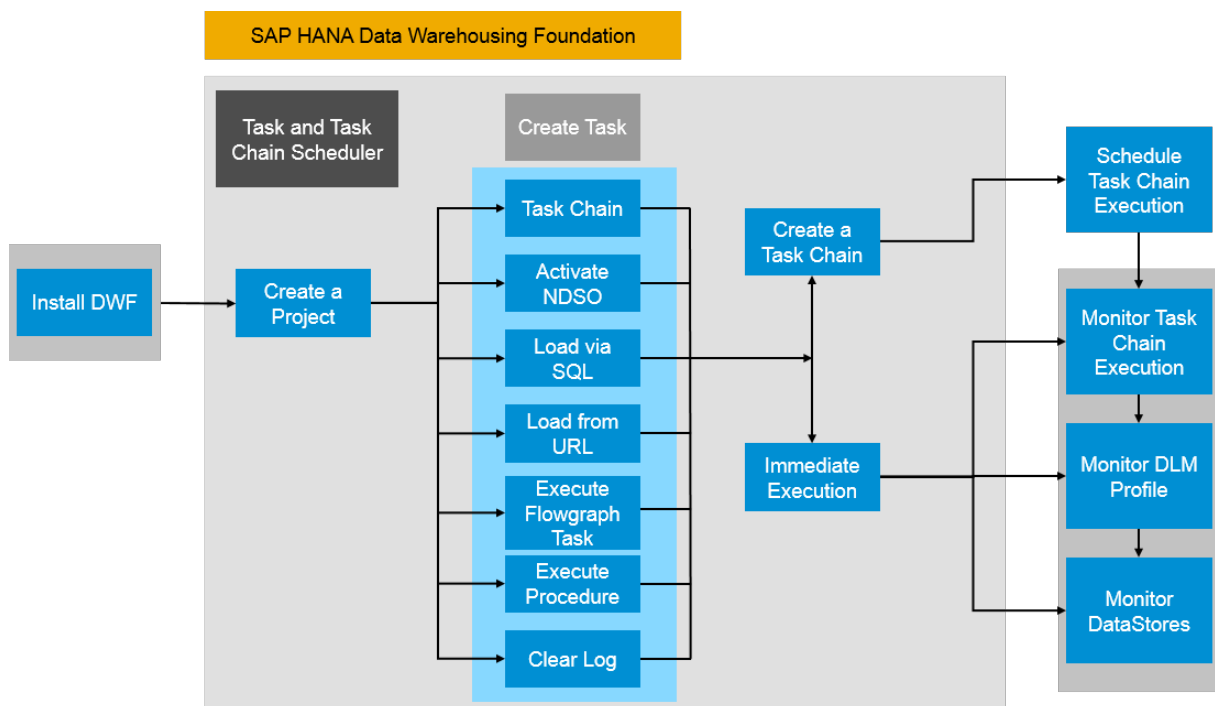 SAP HANA Data Warehousing Foundation
Task and Task
Chain Scheduler
Create Task
Install DWF
Create a
Project
Task Chain
Activate
NDSO
Load via
SQL
Load from
URL
Execute
Flowgraph
Task
Execute
Procedure
Clear Log
Create a
Task Chain
Immediate
Execution
Schedule
Task Chain
Execution
Monitor Task
Chain
Execution
Monitor DLM
Profile
Monitor
DataStores